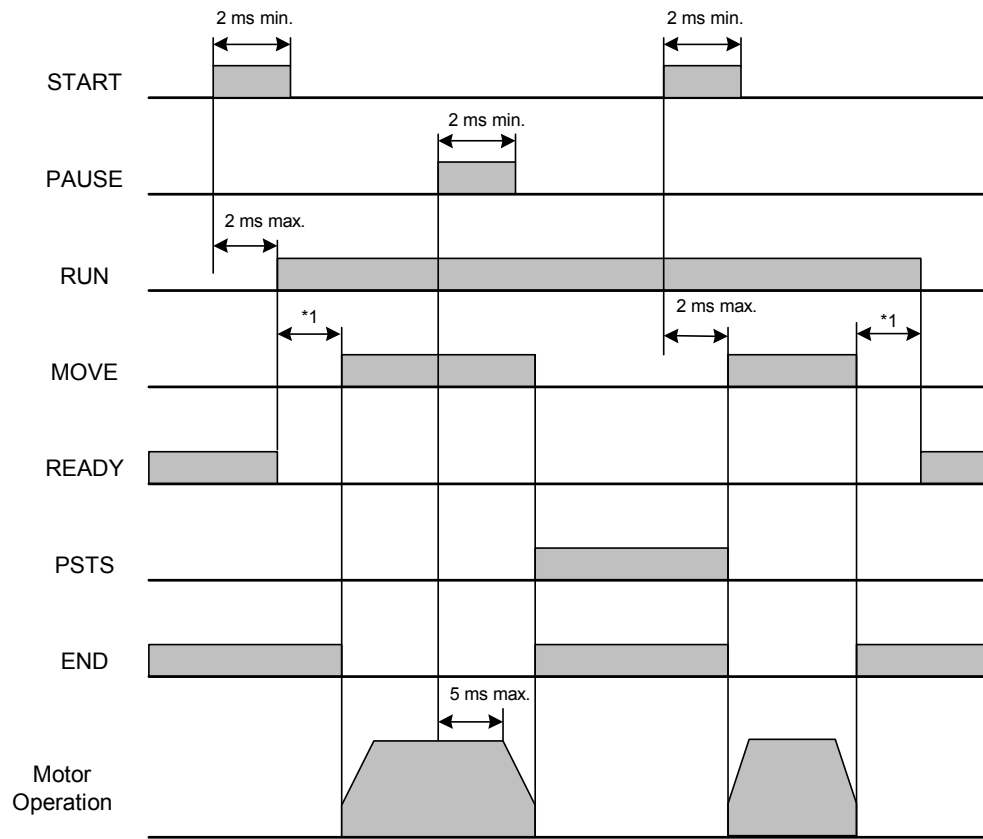 2 ms min.
2 ms min.
START
2 ms min.
PAUSE
2 ms max.
RUN
*1
2 ms max.
*1
MOVE
READY
PSTS
END
5 ms max.
Motor
Operation